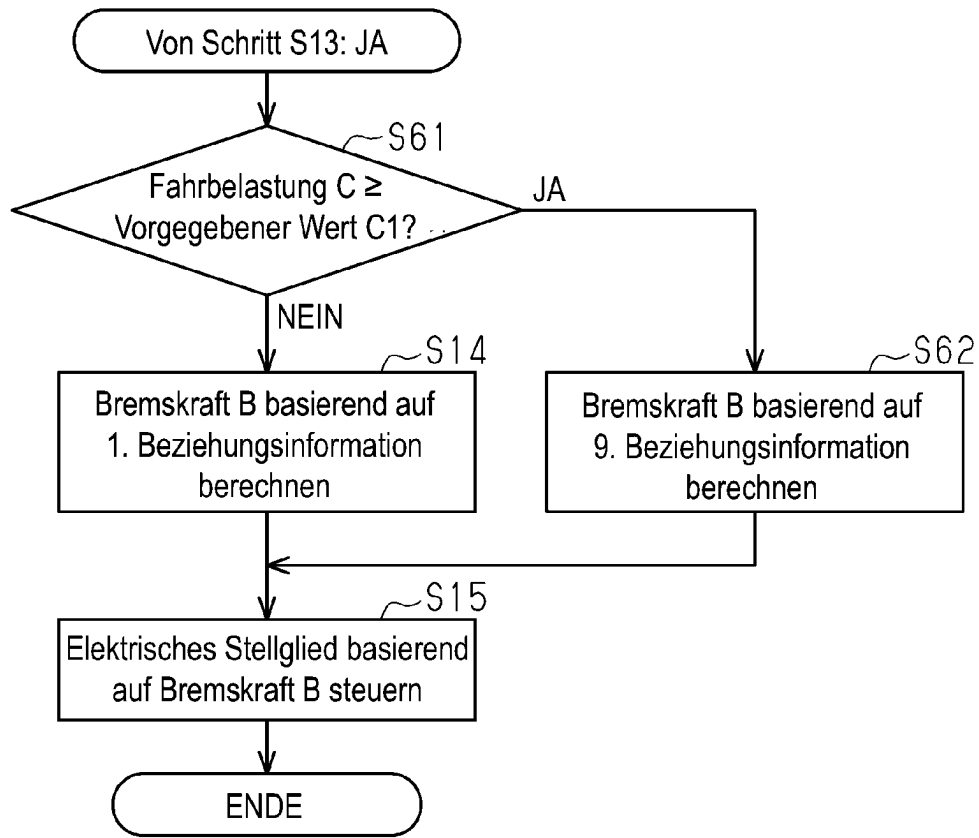 Von Schritt S13: JA
S61
Fahrbelastung C ≥
Vorgegebener Wert C1?
JA
NEIN
S14
Bremskraft B basierend auf
1. Beziehungsinformation
berechnen
S62
Bremskraft B basierend auf
9. Beziehungsinformation
berechnen
S15
Elektrisches Stellglied basierend
auf Bremskraft B steuern
ENDE